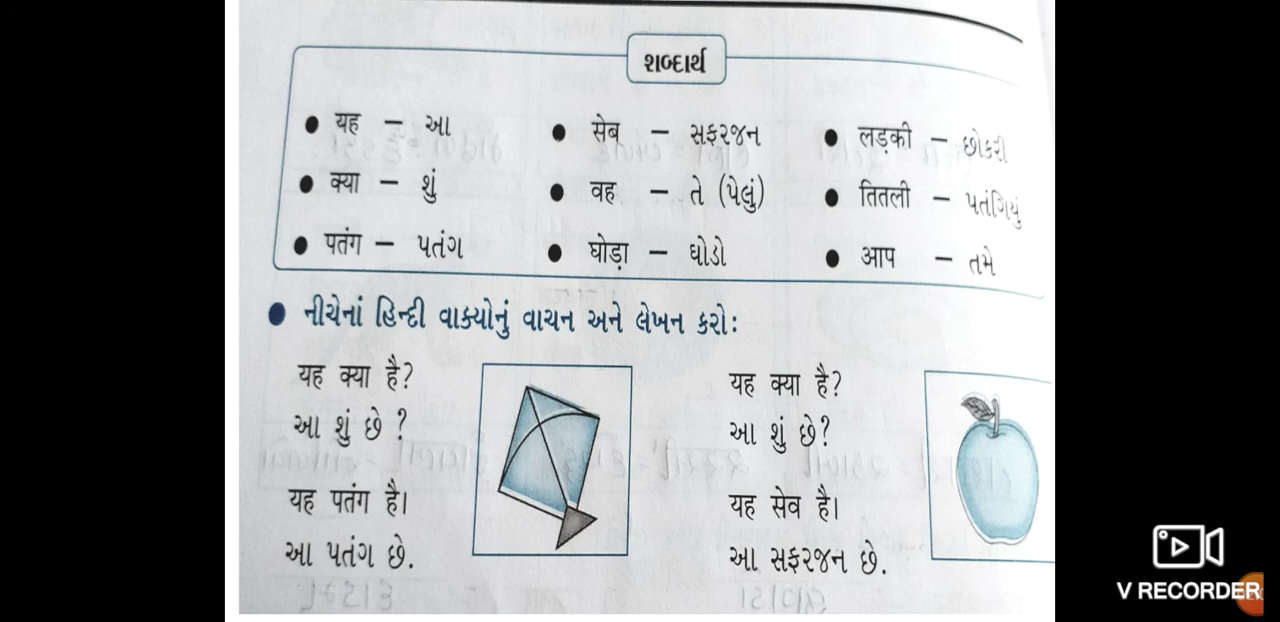 શબ્દાર્થ
● यह – આ ● सेब – સફરજન ● लड़की – છોકરી
● क्या – શું ● वह – તે (પેલું) ● तितली – પતંગિયું
● पतंग – પતંગ ● घोड़ा – ઘોડો ● आप – તમે
● નીચેનાં હિન્દી વાક્યોનું વાચન અને લેખન કરો:
यह क्या है?
આ શું છે ?
यह पतंग है।
આ પતંગ છે.
यह क्या है?
આ શું છે?
यह सेव है।
આ સફરજન છે.
V RECORDER